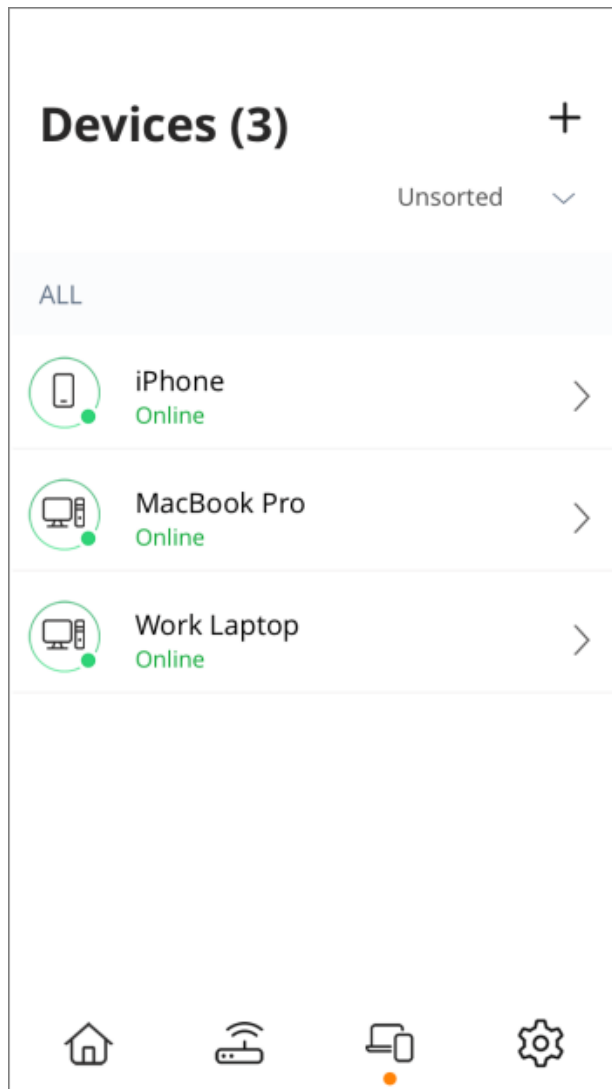 Devices (3)
Unsorted
ALL
iPhone
Online
MacBook Pro
Online
Work Laptop
Online